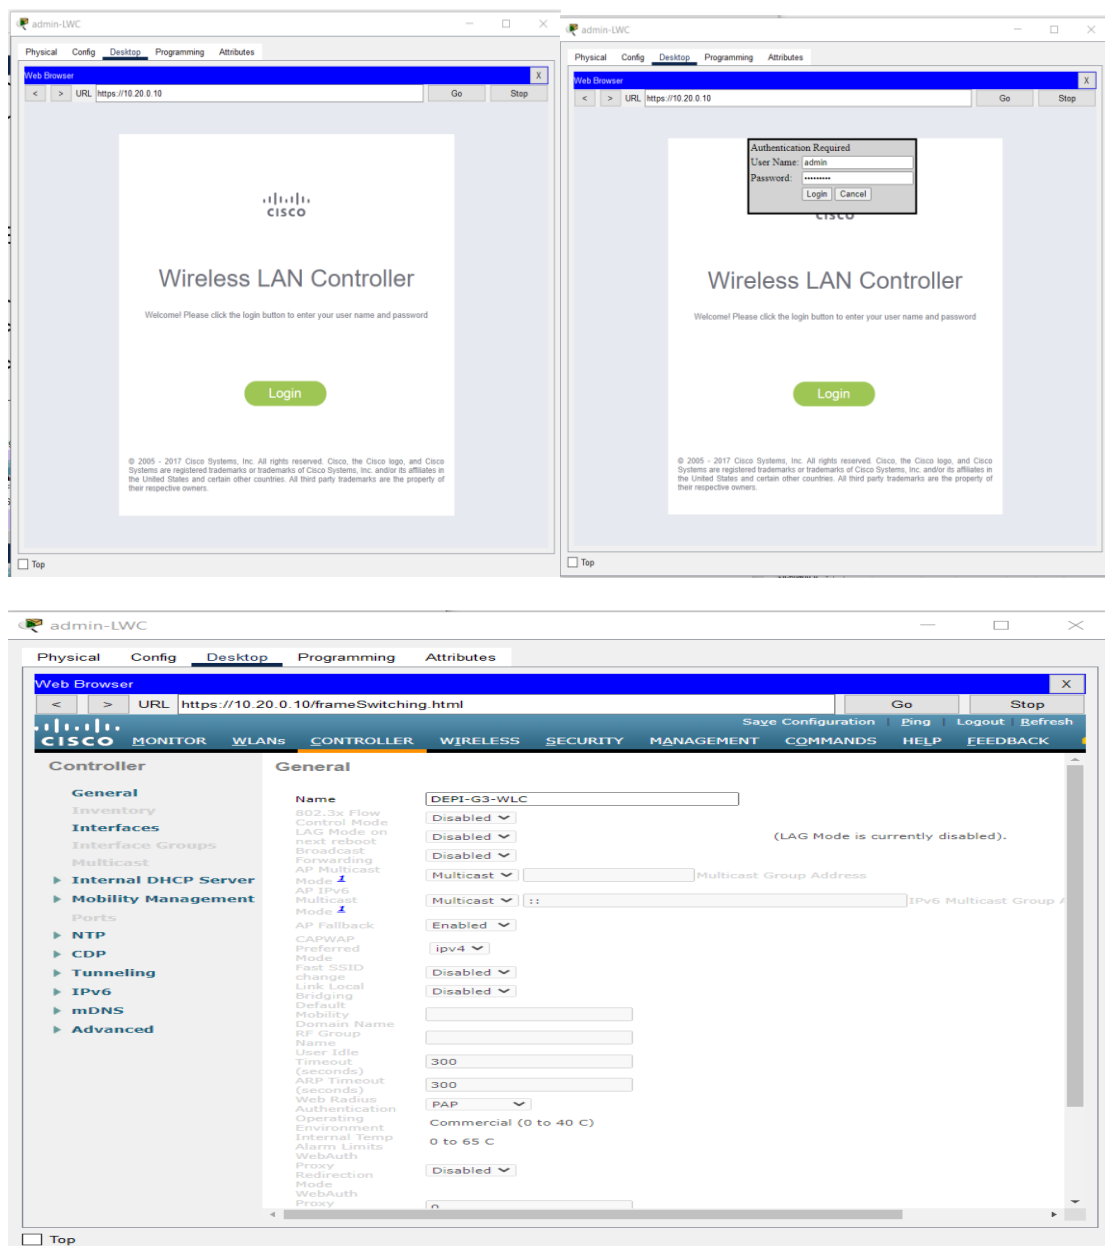 admin-LWC
Physical Config Desktop Programming Attributes
Web Browser X
< > URL https://10.20.0.10 Go Stop
CISCO
Wireless LAN Controller
Welcome! Please click the login button to enter your user name and password
Login
© 2005 - 2017 Cisco Systems, Inc. All rights reserved. Cisco, the Cisco logo, and Cisco
Systems are registered trademarks or trademarks of Cisco Systems, Inc. and/or its affiliates in
the United States and certain other countries. All third party trademarks are the property of
their respective owners.
Top
admin-LWC
Physical Config Desktop Programming Attributes
Web Browser X
< > URL https://10.20.0.10 Go Stop
Authentication Required
User Name: admin
Password: •••••••••
Login Cancel
CISCO
Wireless LAN Controller
Welcome! Please click the login button to enter your user name and password
Login
© 2005 - 2017 Cisco Systems, Inc. All rights reserved. Cisco, the Cisco logo, and Cisco
Systems are registered trademarks or trademarks of Cisco Systems, Inc. and/or its affiliates in
the United States and certain other countries. All third party trademarks are the property of
their respective owners.
Top
admin-LWC
Physical Config Desktop Programming Attributes
Web Browser X
< > URL https://10.20.0.10/frameSwitching.html Go Stop
Save Configuration | Ping | Logout | Refresh
CISCO MONITOR WLANs CONTROLLER WIRELESS SECURITY MANAGEMENT COMMANDS HELP FEEDBACK
Controller
General
Inventory
Interfaces
Interface Groups
Multicast
Internal DHCP Server
Mobility Management
Ports
NTP
CDP
Tunneling
IPv6
mDNS
Advanced
General
Name DEPI-G3-WLC
802.3x Flow
Control Mode Disabled
LAG Mode on
next reboot Disabled (LAG Mode is currently disabled).
Broadcast
Forwarding Disabled
AP Multicast
Mode 1 Multicast Multicast Group Address
AP IPv6
Multicast
Mode 1 Multicast :: IPv6 Multicast Group A
AP Fallback Enabled
CAPWAP
Preferred
Mode ipv4
Fast SSID
change Disabled
Link Local
Bridging Disabled
Default
Mobility
Domain Name
RF Group
Name
User Idle
Timeout
(seconds) 300
ARP Timeout
(seconds) 300
Web Radius
Authentication PAP
Operating
Environment Commercial (0 to 40 C)
Internal Temp
Alarm Limits 0 to 65 C
WebAuth
Proxy
Redirection
Mode Disabled
WebAuth
Proxy 0
Top